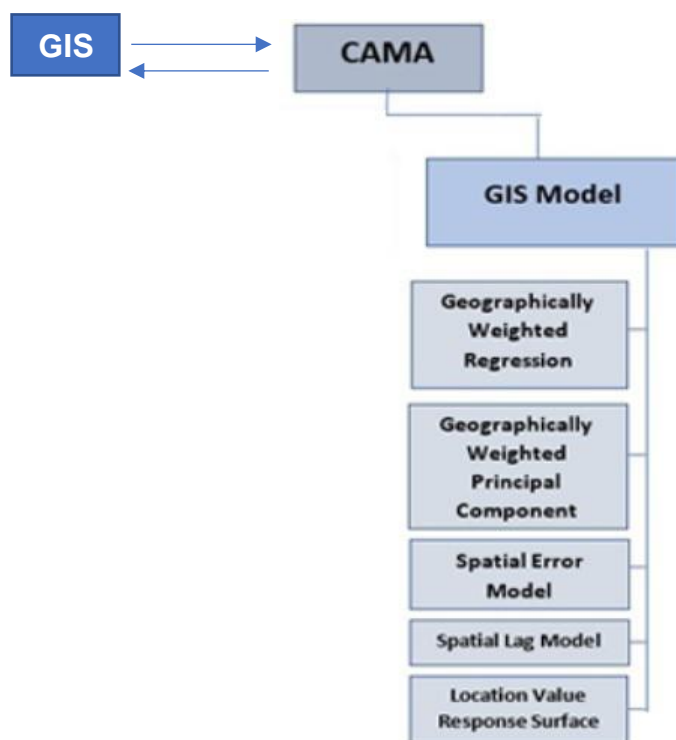 GIS
CAMA
GIS Model
Geographically
Weighted
Regression
Geographically
Weighted
Principal
Component
Spatial Error
Model
Spatial Lag Model
Location Value
Response Surface